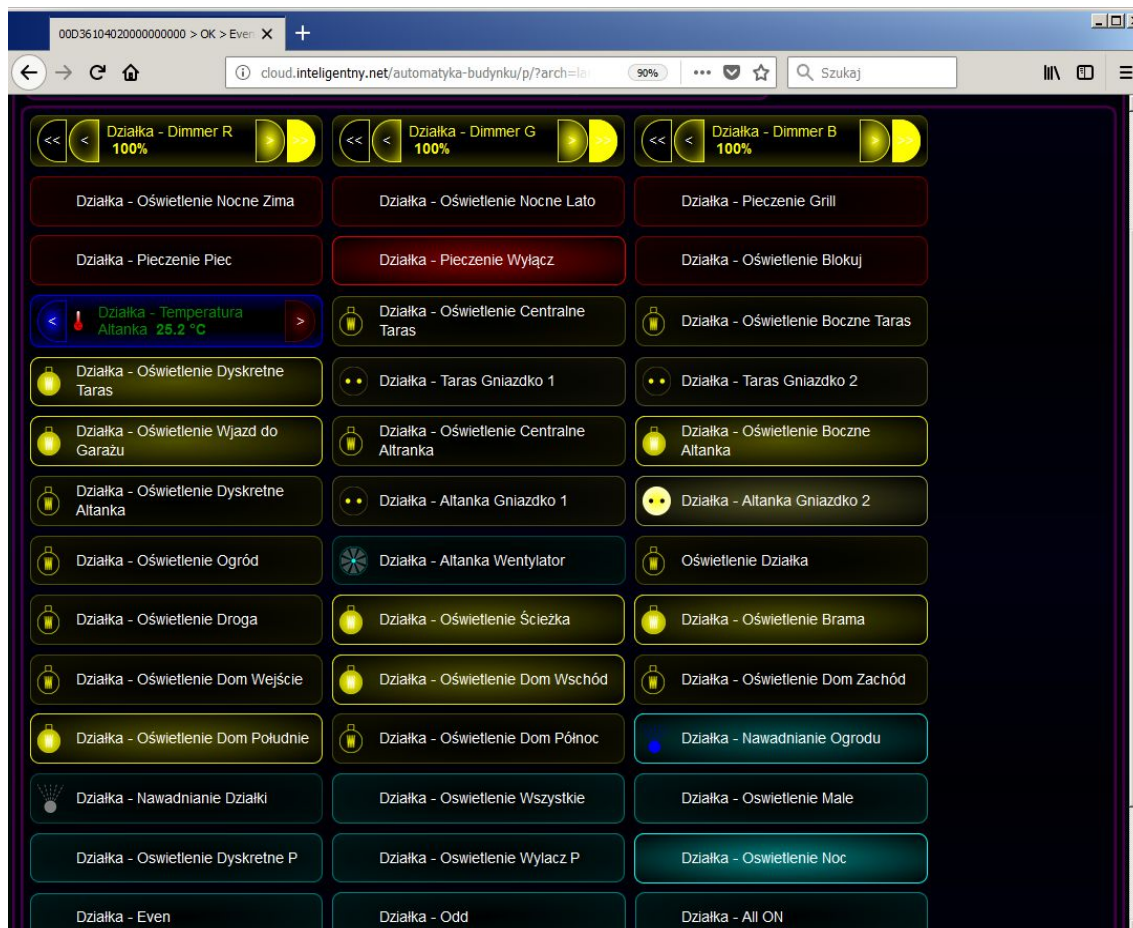 00D36104020000000000 > OK > Even
cloud.inteligentny.net/automatyka-budynku/p/?arch=la
90%
Szukaj
<< < Działka - Dimmer R > >>
100%
<< < Działka - Dimmer G > >>
100%
<< < Działka - Dimmer B > >>
100%
Działka - Oświetlenie Nocne Zima
Działka - Oświetlenie Nocne Lato
Działka - Pieczenie Grill
Działka - Pieczenie Piec
Działka - Pieczenie Wyłącz
Działka - Oświetlenie Blokuj
< Działka - Temperatura >
Altanka 25.2 °C
Działka - Oświetlenie Centralne
Taras
Działka - Oświetlenie Boczne Taras
Działka - Oświetlenie Dyskretne
Taras
Działka - Taras Gniazdko 1
Działka - Taras Gniazdko 2
Działka - Oświetlenie Wjazd do
Garażu
Działka - Oświetlenie Centralne
Altranka
Działka - Oświetlenie Boczne
Altanka
Działka - Oświetlenie Dyskretne
Altanka
Działka - Altanka Gniazdko 1
Działka - Altanka Gniazdko 2
Działka - Oświetlenie Ogród
Działka - Altanka Wentylator
Oświetlenie Działka
Działka - Oświetlenie Droga
Działka - Oświetlenie Ścieżka
Działka - Oświetlenie Brama
Działka - Oświetlenie Dom Wejście
Działka - Oświetlenie Dom Wschód
Działka - Oświetlenie Dom Zachód
Działka - Oświetlenie Dom Południe
Działka - Oświetlenie Dom Północ
Działka - Nawadnianie Ogrodu
Działka - Nawadnianie Działki
Działka - Oswietlenie Wszystkie
Działka - Oswietlenie Male
Działka - Oswietlenie Dyskretne P
Działka - Oswietlenie Wylacz P
Działka - Oswietlenie Noc
Działka - Even
Działka - Odd
Działka - All ON